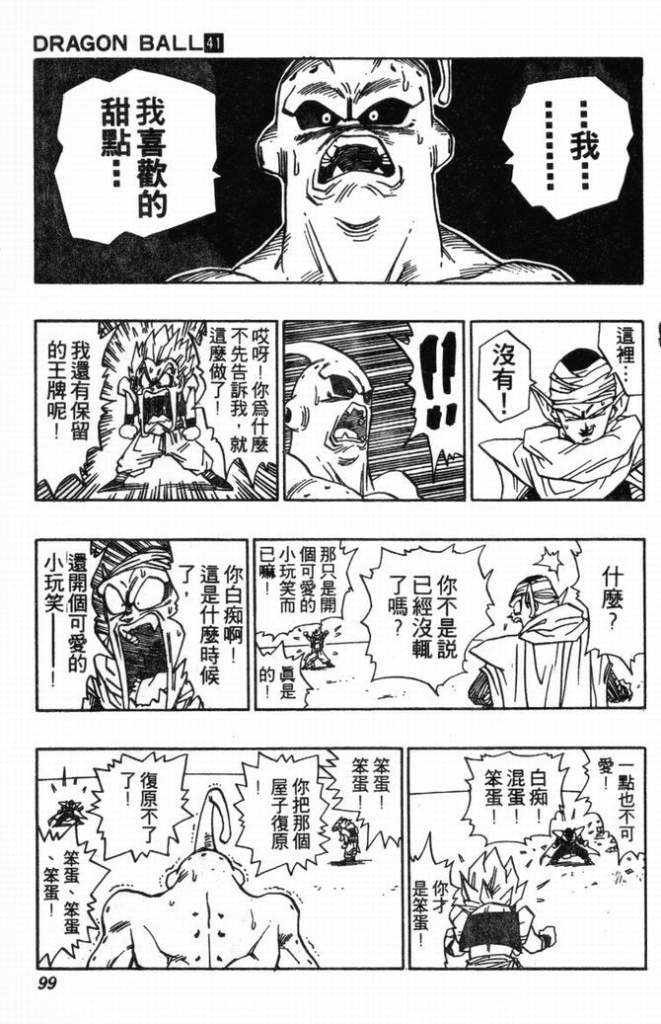 DRAGON BALL 41
……我
………
我喜歡的
甜點…
這裡…
沒有！
!!
哎呀！你為什麼
不先告訴我，就
這麼做了！
我還有保留
的王牌呢！
什麼？
你不是說
已經沒輒
了嗎？
那只是開
個可愛的
小玩笑而
已嘛！
真是
的！
你白痴啊！
這是什麼時候
了，
還開個可愛的
小玩笑——
一點也不可
愛！
白痴！
混蛋！
笨蛋！
你才
是笨蛋！
笨蛋！
笨蛋！
你把那個
屋子復原
！
復原不了
了！
笨蛋、笨蛋
、笨蛋！
99